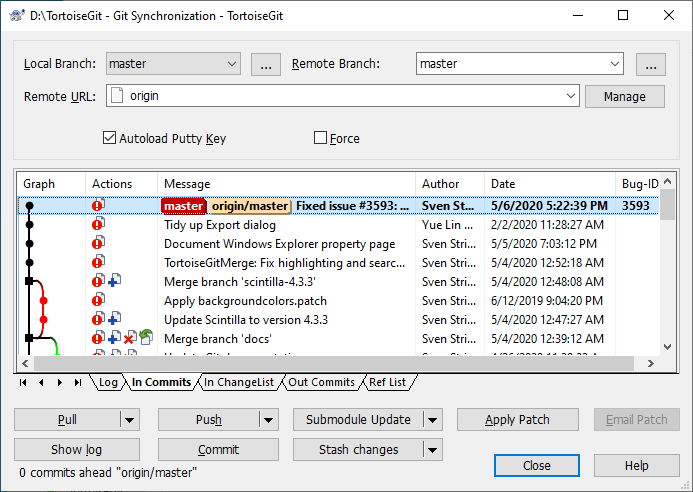 D:\TortoiseGit - Git Synchronization - TortoiseGit
Local Branch: master ... Remote Branch: master ...
Remote URL: origin Manage
Autoload Putty Key Force
Graph Actions Message Author Date Bug-ID
master origin/master Fixed issue #3593: ... Sven St... 5/6/2020 5:22:39 PM 3593
Tidy up Export dialog Yue Lin ... 2/2/2020 11:28:27 AM
Document Windows Explorer property page Sven Stri... 5/5/2020 7:03:12 PM
TortoiseGitMerge: Fix highlighting and searc... Sven Stri... 5/4/2020 12:52:18 AM
Merge branch 'scintilla-4.3.3' Sven Stri... 5/4/2020 12:48:08 AM
Apply backgroundcolors.patch Sven Stri... 6/12/2019 9:04:20 PM
Update Scintilla to version 4.3.3 Sven Stri... 5/4/2020 12:47:27 AM
Merge branch 'docs' Sven Stri... 5/4/2020 12:39:12 AM
Log In Commits In ChangeList Out Commits Ref List
Pull Push Submodule Update Apply Patch Email Patch
Show log Commit Stash changes
0 commits ahead "origin/master"
Close Help